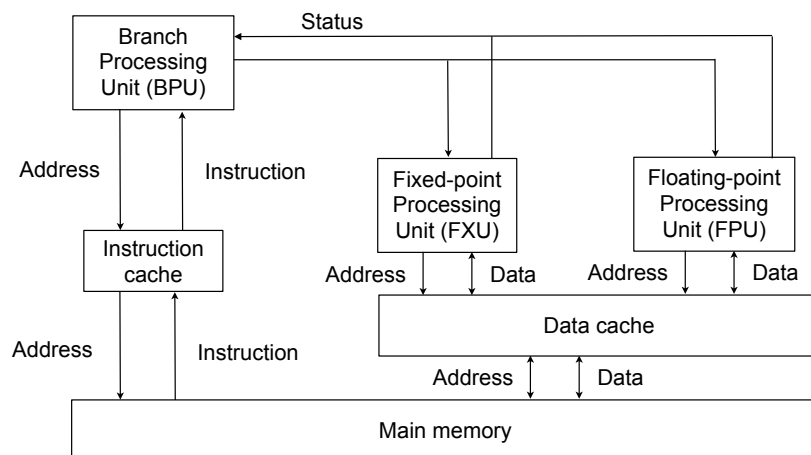 Status
Branch
Processing
Unit (BPU)
Address
Instruction
Fixed-point
Processing
Unit (FXU)
Floating-point
Processing
Unit (FPU)
Instruction
cache
Address
Data
Address
Data
Data cache
Address
Instruction
Address
Data
Main memory